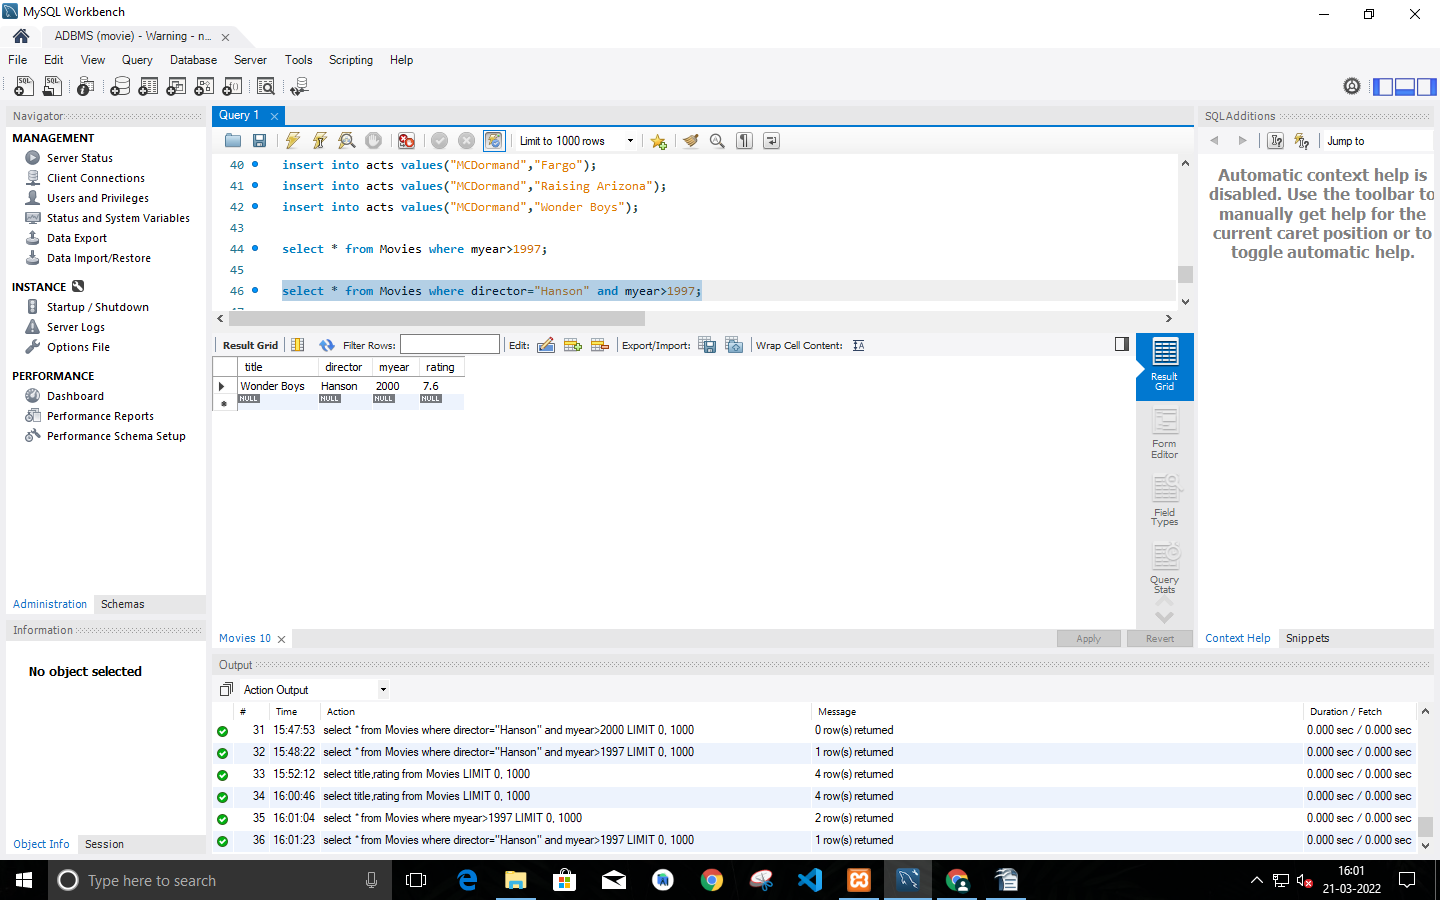 MySQL Workbench
ADBMS (movie) - Warning - n...
File Edit View Query Database Server Tools Scripting Help
Navigator
MANAGEMENT
Server Status
Client Connections
Users and Privileges
Status and System Variables
Data Export
Data Import/Restore
INSTANCE
Startup / Shutdown
Server Logs
Options File
PERFORMANCE
Dashboard
Performance Reports
Performance Schema Setup
Administration Schemas
Information
No object selected
Object Info Session
Query 1
Limit to 1000 rows
40 insert into acts values("MCDormand","Fargo");
41 insert into acts values("MCDormand","Raising Arizona");
42 insert into acts values("MCDormand","Wonder Boys");
43
44 select * from Movies where myear>1997;
45
46 select * from Movies where director="Hanson" and myear>1997;
Result Grid Filter Rows: Edit: Export/Import: Wrap Cell Content:
title director myear rating
Wonder Boys Hanson 2000 7.6
NULL NULL NULL NULL
Result
Grid
Form
Editor
Field
Types
Query
Stats
Movies 10
Apply Revert
SQLAdditions
Jump to
Automatic context help is
disabled. Use the toolbar to
manually get help for the
current caret position or to
toggle automatic help.
Context Help Snippets
Output
Action Output
# Time Action Message Duration / Fetch
31 15:47:53 select * from Movies where director="Hanson" and myear>2000 LIMIT 0, 1000 0 row(s) returned 0.000 sec / 0.000 sec
32 15:48:22 select * from Movies where director="Hanson" and myear>1997 LIMIT 0, 1000 1 row(s) returned 0.000 sec / 0.000 sec
33 15:52:12 select title,rating from Movies LIMIT 0, 1000 4 row(s) returned 0.000 sec / 0.000 sec
34 16:00:46 select title,rating from Movies LIMIT 0, 1000 4 row(s) returned 0.000 sec / 0.000 sec
35 16:01:04 select * from Movies where myear>1997 LIMIT 0, 1000 2 row(s) returned 0.000 sec / 0.000 sec
36 16:01:23 select * from Movies where director="Hanson" and myear>1997 LIMIT 0, 1000 1 row(s) returned 0.000 sec / 0.000 sec
Type here to search
16:01
21-03-2022